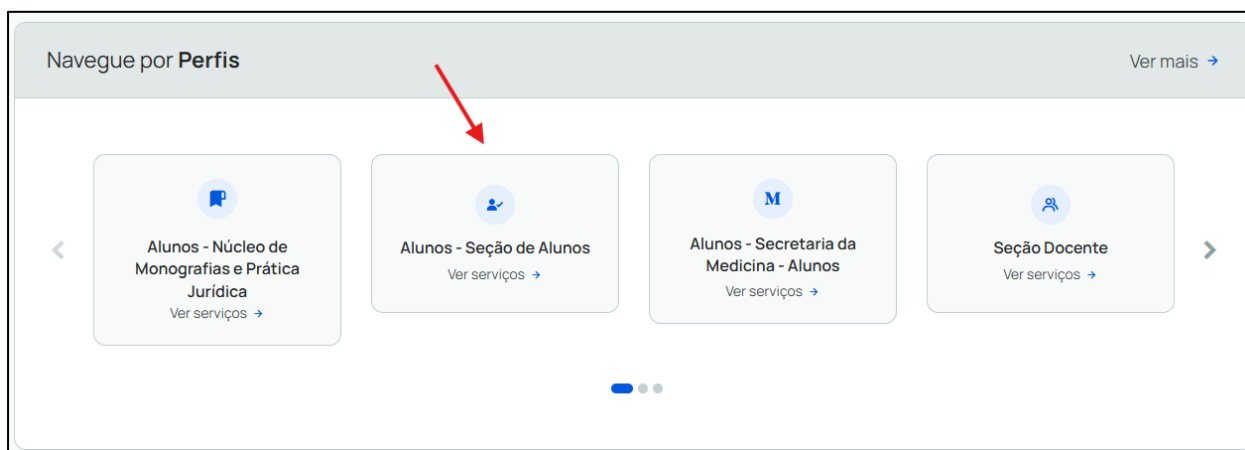 Navegue por Perfis
Ver mais →
Alunos - Núcleo de
Monografias e Prática
Jurídica
Ver serviços →
Alunos - Seção de Alunos
Ver serviços →
M
Alunos - Secretaria da
Medicina - Alunos
Ver serviços →
Seção Docente
Ver serviços →